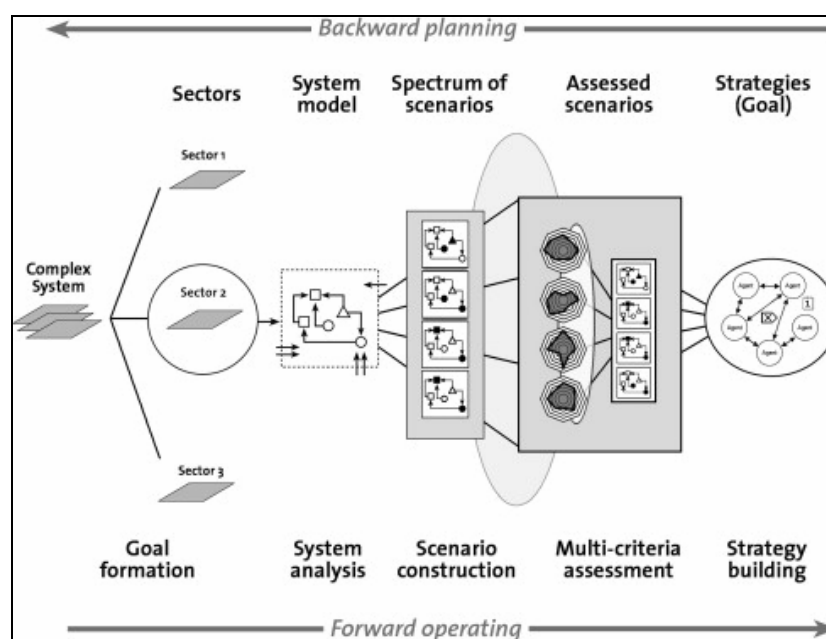 Backward planning
Sectors
System
model
Spectrum of
scenarios
Assessed
scenarios
Strategies
(Goal)
Sector 1
Complex
System
Sector 2
Sector 3
Agent
Agent
1
Agent
Agent
Agent
Goal
formation
System
analysis
Scenario
construction
Multi-criteria
assessment
Strategy
building
Forward operating